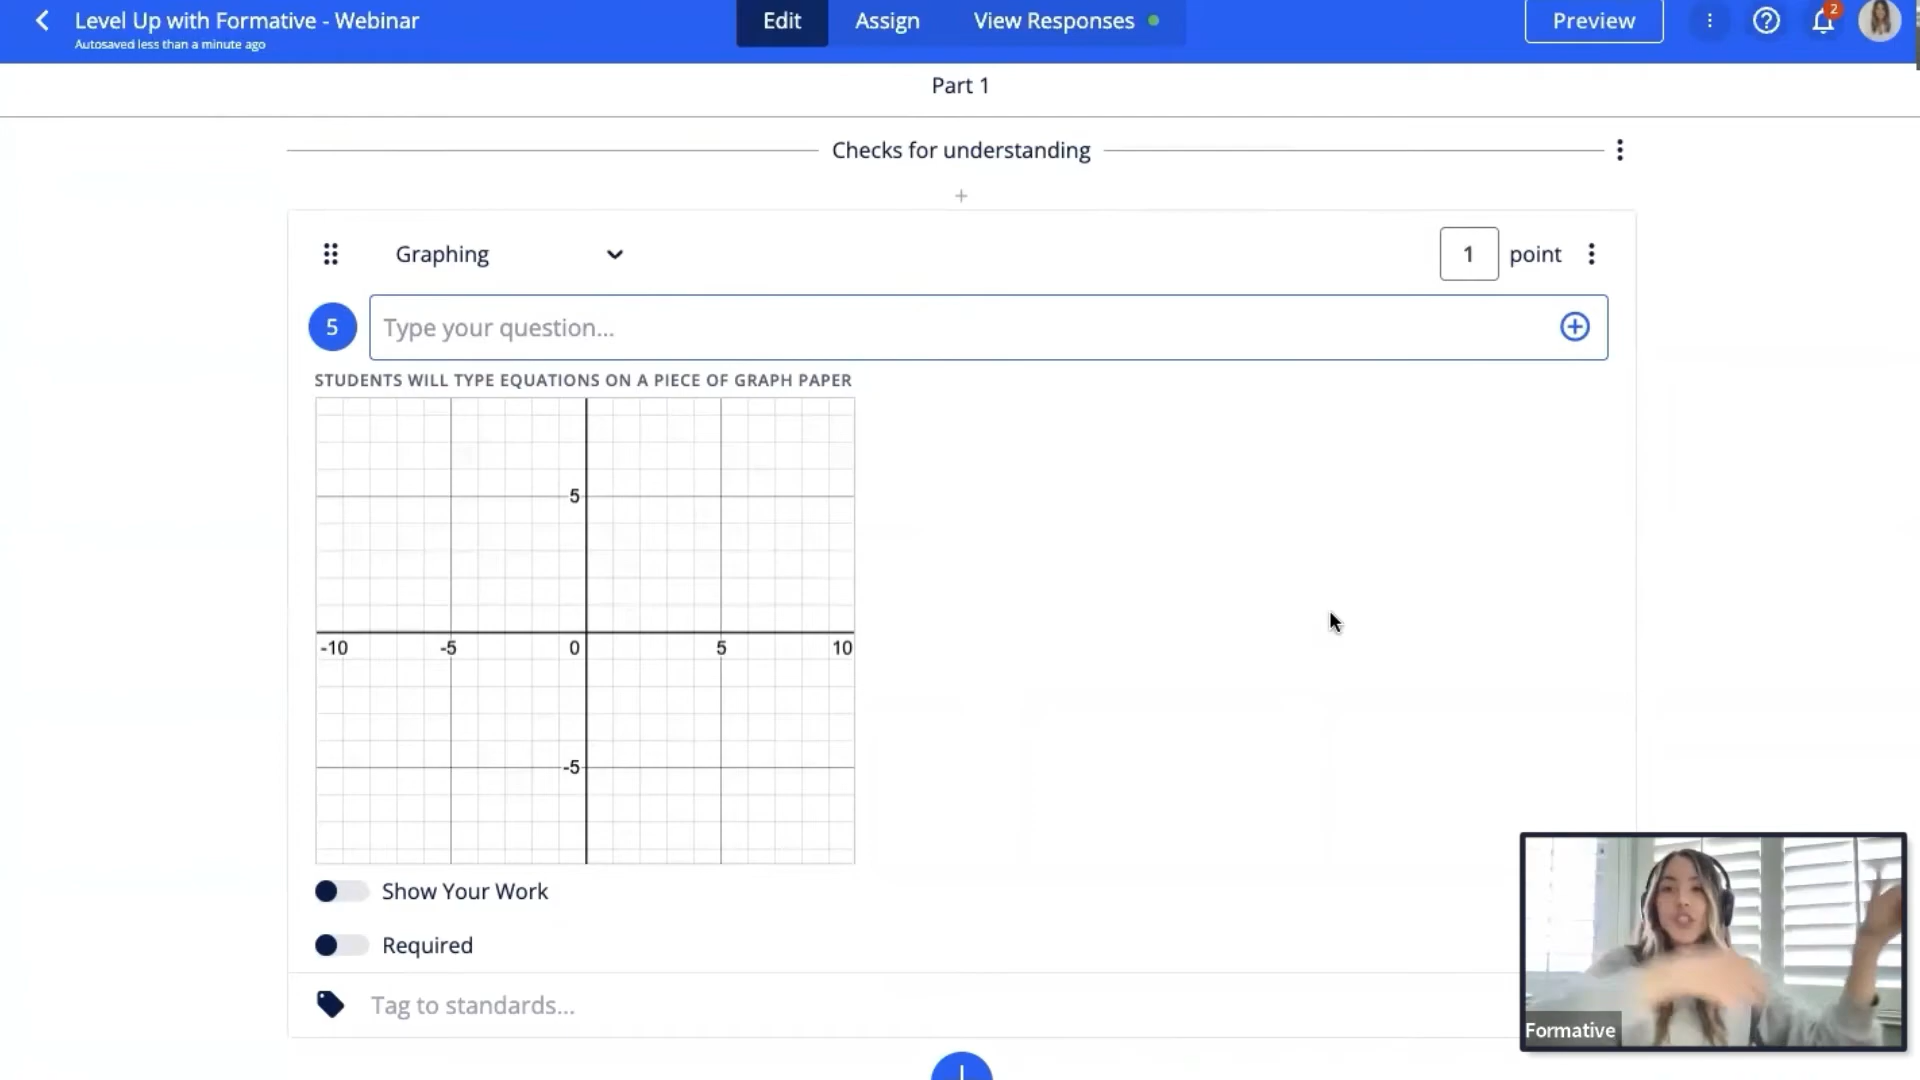 Level Up with Formative - Webinar
Autosaved less than a minute ago
Edit
Assign
View Responses
Preview
2
Part 1
Checks for understanding
Graphing
1
point
5
Type your question...
STUDENTS WILL TYPE EQUATIONS ON A PIECE OF GRAPH PAPER
5
-10
-5
0
5
10
-5
Show Your Work
Required
Tag to standards...
Formative